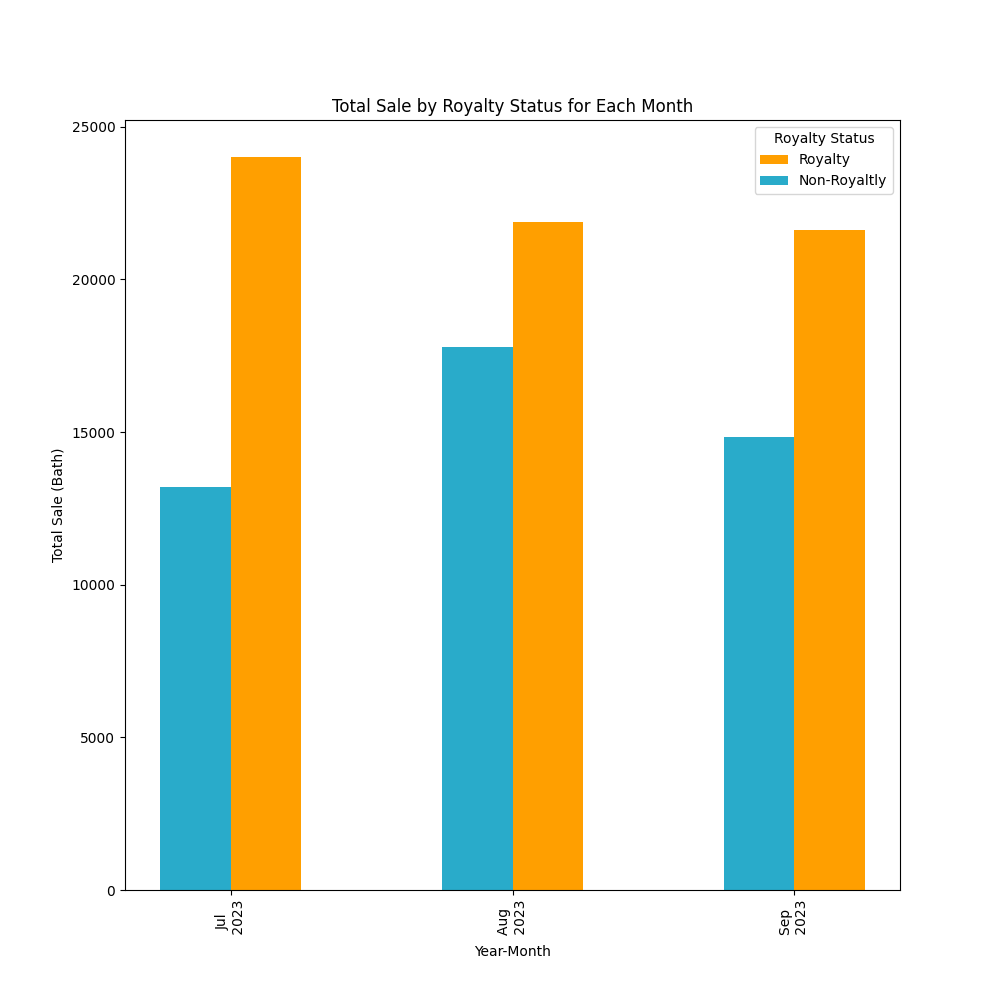 Total Sale by Royalty Status for Each Month
Royalty Status
Royalty
Non-Royaltly
Total Sale (Bath)
25000
20000
15000
10000
5000
0
Jul
2023
Aug
2023
Sep
2023
Year-Month